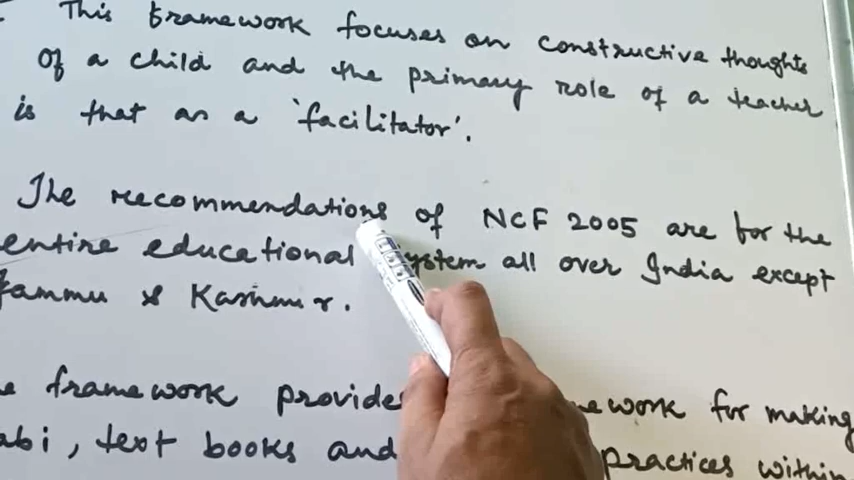 This framework focuses on constructive thoughts
of a child and the primary role of a teacher
is that as a 'facilitator'.
The recommendations of NCF 2005 are for the
entire educational system all over India except
Jammu & Kashmir.
framework provides work for making
text books and practices within